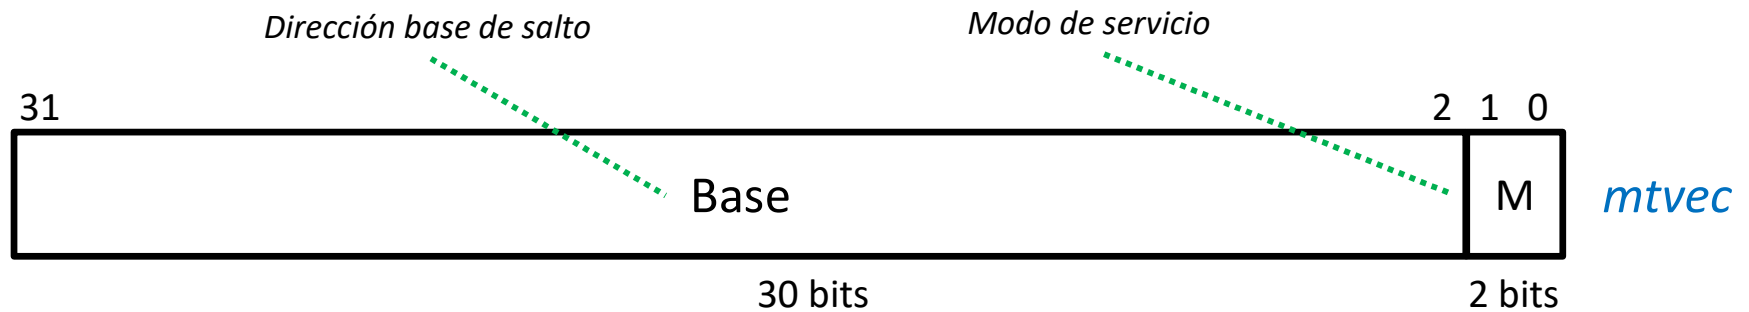 Dirección base de salto
Modo de servicio
31
2 1 0
Base
M
mtvec
30 bits
2 bits